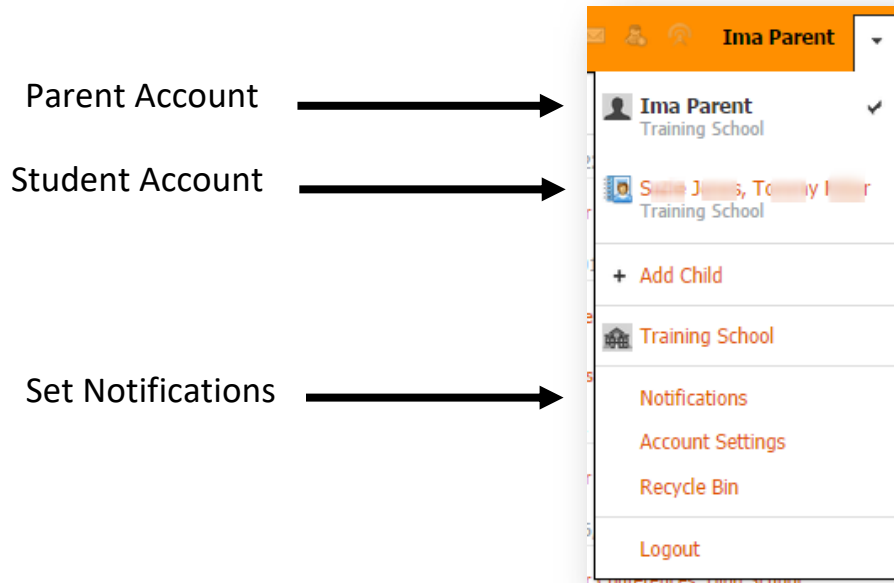 Ima Parent
Parent Account
Ima Parent
Training School
Student Account
Training School
+ Add Child
Training School
Set Notifications
Notifications
Account Settings
Recycle Bin
Logout